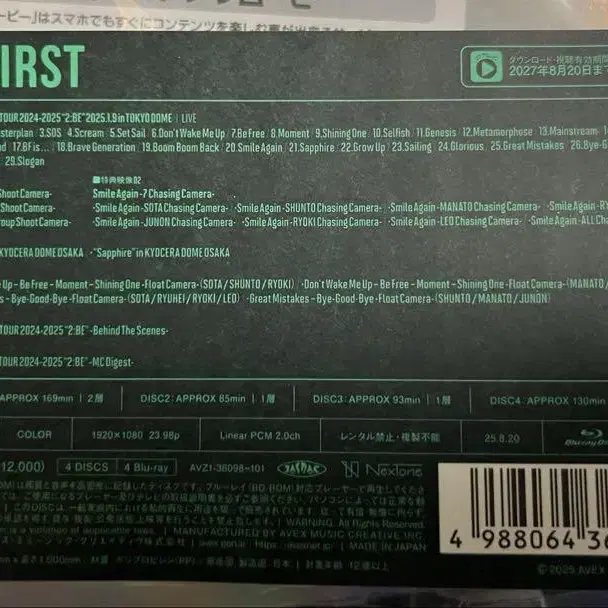 ービー」はスマホでもすぐにコンテンツを楽しむ事が出来る
IRST
ダウンロード・視聴有効期間
2027年8月20日まで
TOUR 2024-2025 "2:BE" 2025.1.9 in TOKYO DOME | LIVE
sterplan 3.SOS 4.Scream 5.Set Sail 6.Don't Wake Me Up 7.Be Free 8.Moment 9.Shining One 10.Selfish 11.Genesis 12.Metamorphose 13.Mainstream
nd 17.BF is... 18.Brave Generation 19.Boom Boom Back 20.Smile Again 21.Sapphire 22.Grow Up 23.Sailing 24.Glorious 25.Great Mistakes 26.Bye-G
29.Slogan
■特典映像02
Shoot Camera- Smile Again -7 Chasing Camera-
Shoot Camera- ·Smile Again -SOTA Chasing Camera- ·Smile Again -SHUNTO Chasing Camera- ·Smile Again -MANATO Chasing Camera- ·Smile Again -RY
roup Shoot Camera- ·Smile Again -JUNON Chasing Camera- ·Smile Again -RYOKI Chasing Camera- ·Smile Again -LEO Chasing Camera- ·Smile Again -ALL Cha
KYOCERA DOME OSAKA ·"Sapphire" in KYOCERA DOME OSAKA
e Up – Be Free – Moment – Shining One -Float Camera- (SOTA / SHUNTO / RYOKI) ·Don't Wake Me Up – Be Free – Moment – Shining One -Float Camera- (MANATO /
s – Bye-Good-Bye -Float Camera- (SOTA / RYUHEI / RYOKI / LEO) ·Great Mistakes – Bye-Good-Bye -Float Camera- (SHUNTO / MANATO / JUNON)
TOUR 2024-2025 "2:BE" -Behind The Scenes-
TOUR 2024-2025 "2:BE" -MC Digest-
APPROX 169min | 2層 DISC2: APPROX 85min | 1層 DISC3: APPROX 93min | 1層 DISC4: APPROX 130min
COLOR 1920×1080 23.98p Linear PCM 2.0ch レンタル禁止・複製不能 25.8.20 Blu-ray Disc
12,000) 4 DISCS 4 Blu-ray AVZ1-36098~101 JASRAC NexTone
WARNING: All Rights Reserved.
MANUFACTURED BY AVEX MUSIC CREATIVE INC.
MADE IN JAPAN
4 988064 36
© 2025 AVEX